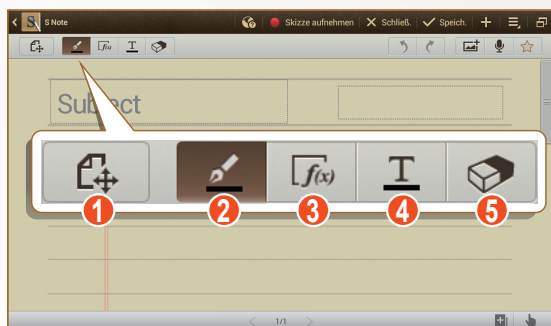 S Note Skizze aufnehmen Schließ. Speich.
f(x) T
Subject
f(x) T
1 2 3 4 5
1/1